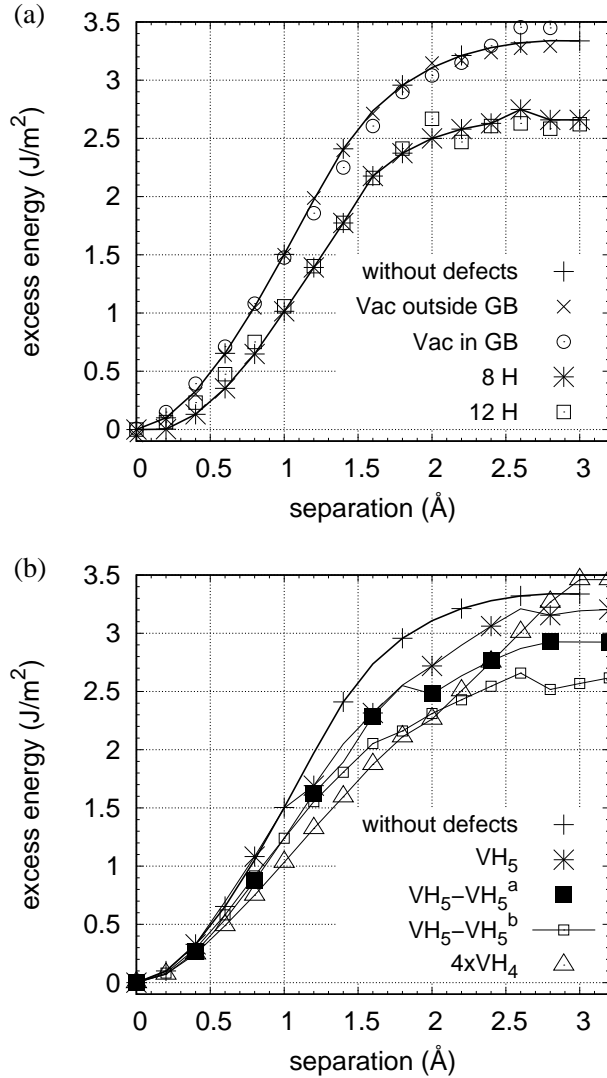 (a)
3.5
3
2.5
2
1.5
1
0.5
0
excess energy (J/m²)
without defects
Vac outside GB
Vac in GB
8 H
12 H
0 0.5 1 1.5 2 2.5 3
separation (Å)
(b)
3.5
3
2.5
2
1.5
1
0.5
0
excess energy (J/m²)
without defects
VH₅
VH₅–VH₅ᵃ
VH₅–VH₅ᵇ
4xVH₄
0 0.5 1 1.5 2 2.5 3
separation (Å)